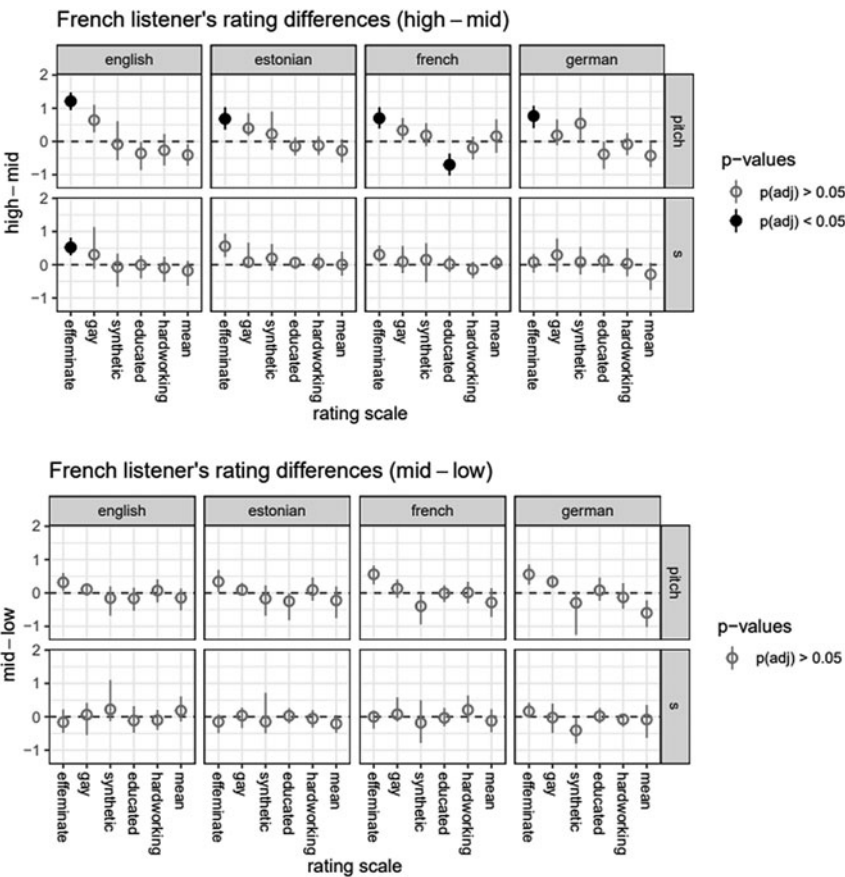 French listener's rating differences (high – mid)
english estonian french german
2
1
0
−1
pitch
high – mid
p−values
p(adj) > 0.05
p(adj) < 0.05
2
1
0
−1
s
effeminate gay synthetic educated hardworking mean effeminate gay synthetic educated hardworking mean effeminate gay synthetic educated hardworking mean effeminate gay synthetic educated hardworking mean
rating scale
French listener's rating differences (mid – low)
english estonian french german
2
1
0
−1
pitch
mid – low
p−values
p(adj) > 0.05
2
1
0
−1
s
effeminate gay synthetic educated hardworking mean effeminate gay synthetic educated hardworking mean effeminate gay synthetic educated hardworking mean effeminate gay synthetic educated hardworking mean
rating scale